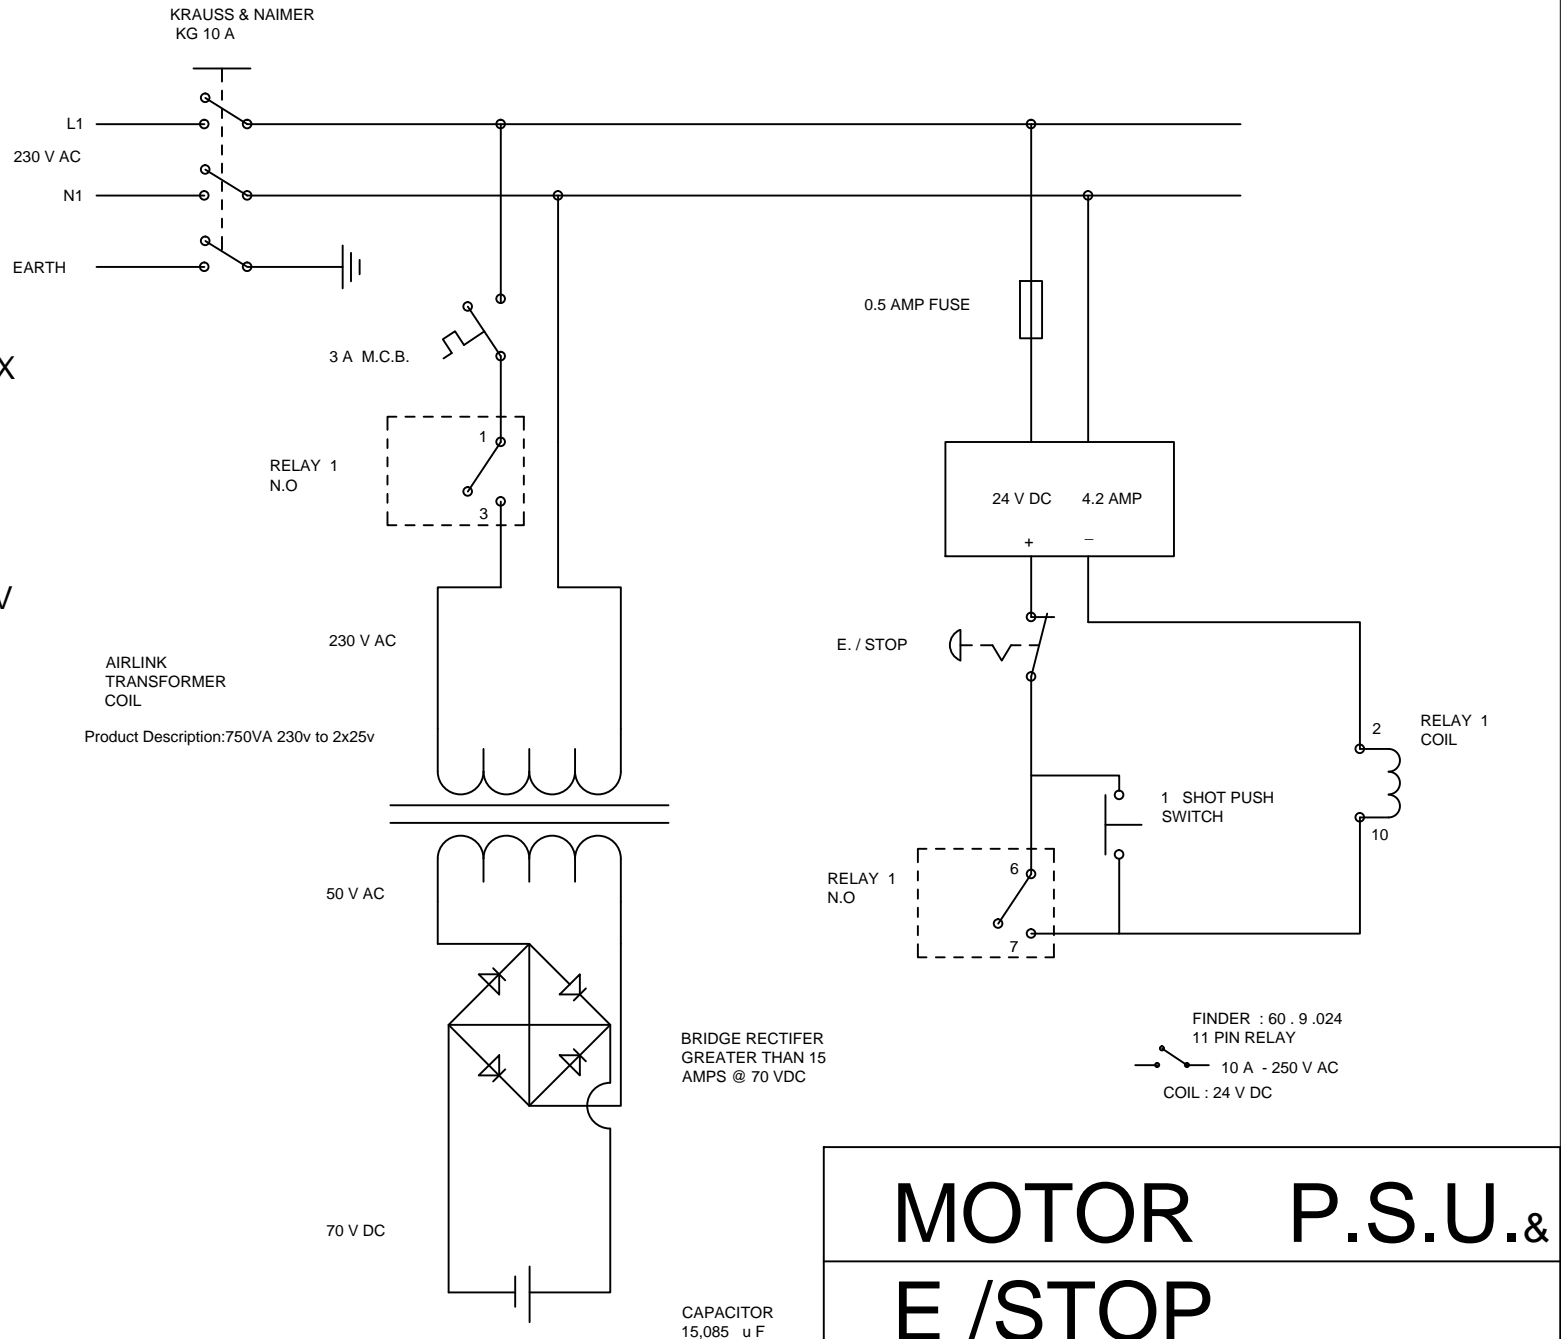 KRAUSS & NAIMER
KG 10 A
L1
230 V AC
N1
EARTH
0.5 AMP FUSE
3 A M.C.B.
X
1
RELAY 1
N.O
3
24 V DC 4.2 AMP
+ –
V
230 V AC
E. / STOP
AIRLINK
TRANSFORMER
COIL
Product Description:750VA 230v to 2x25v
2
RELAY 1
COIL
1 SHOT PUSH
SWITCH
10
50 V AC
6
RELAY 1
N.O
7
BRIDGE RECTIFER
GREATER THAN 15
AMPS @ 70 VDC
FINDER : 60 . 9 .024
11 PIN RELAY
10 A - 250 V AC
COIL : 24 V DC
70 V DC
MOTOR P.S.U.&
E /STOP
CAPACITOR
15,085 u F